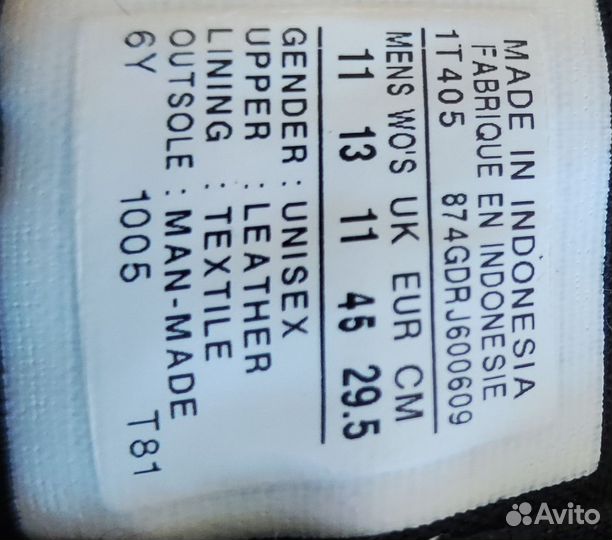 MADE IN INDONESIA
FABRIQUE EN INDONESIE
1T405 874GDRJ600609
MENS WO'S UK EUR CM
11 13 11 45 29.5
GENDER : UNISEX
UPPER : LEATHER
LINING : TEXTILE
OUTSOLE : MAN-MADE
6Y 1005 T81
Avito